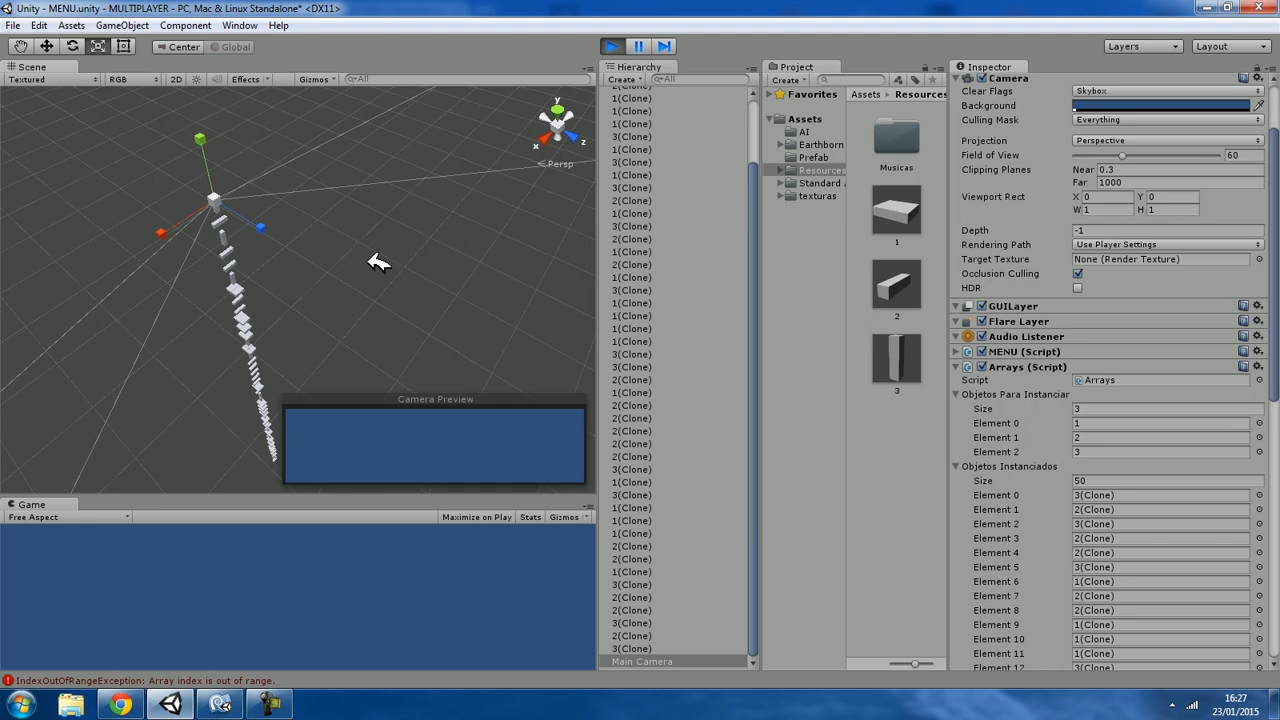 Unity - MENU.unity - MULTIPLAYER - PC, Mac & Linux Standalone* <DX11>
File Edit Assets GameObject Component Window Help
Center Global Layers Layout
Scene
Textured RGB 2D Effects Gizmos All
y
x
z
Persp
Camera Preview
Game
Free Aspect Maximize on Play Stats Gizmos
Hierarchy
Create All
1(Clone)
1(Clone)
1(Clone)
3(Clone)
1(Clone)
3(Clone)
1(Clone)
3(Clone)
2(Clone)
1(Clone)
3(Clone)
2(Clone)
1(Clone)
2(Clone)
1(Clone)
3(Clone)
1(Clone)
1(Clone)
1(Clone)
1(Clone)
3(Clone)
3(Clone)
2(Clone)
1(Clone)
2(Clone)
2(Clone)
2(Clone)
2(Clone)
2(Clone)
3(Clone)
1(Clone)
3(Clone)
1(Clone)
1(Clone)
1(Clone)
2(Clone)
2(Clone)
1(Clone)
3(Clone)
2(Clone)
2(Clone)
3(Clone)
2(Clone)
3(Clone)
Main Camera
Project
Create
Favorites
Assets
AI
Earthborn
Prefab
Resources
Standard
texturas
Assets Resources
Musicas
1
2
3
Inspector
Camera
Clear Flags Skybox
Background
Culling Mask Everything
Projection Perspective
Field of View 60
Clipping Planes Near 0.3
Far 1000
Viewport Rect X 0 Y 0
W 1 H 1
Depth -1
Rendering Path Use Player Settings
Target Texture None (Render Texture)
Occlusion Culling
HDR
GUILayer
Flare Layer
Audio Listener
MENU (Script)
Arrays (Script)
Script Arrays
Objetos Para Instanciar
Size 3
Element 0 1
Element 1 2
Element 2 3
Objetos Instanciados
Size 50
Element 0 3(Clone)
Element 1 2(Clone)
Element 2 3(Clone)
Element 3 2(Clone)
Element 4 2(Clone)
Element 5 3(Clone)
Element 6 1(Clone)
Element 7 2(Clone)
Element 8 2(Clone)
Element 9 1(Clone)
Element 10 1(Clone)
Element 11 1(Clone)
Element 12 3(Clone)
IndexOutOfRangeException: Array index is out of range.
16:27
23/01/2015